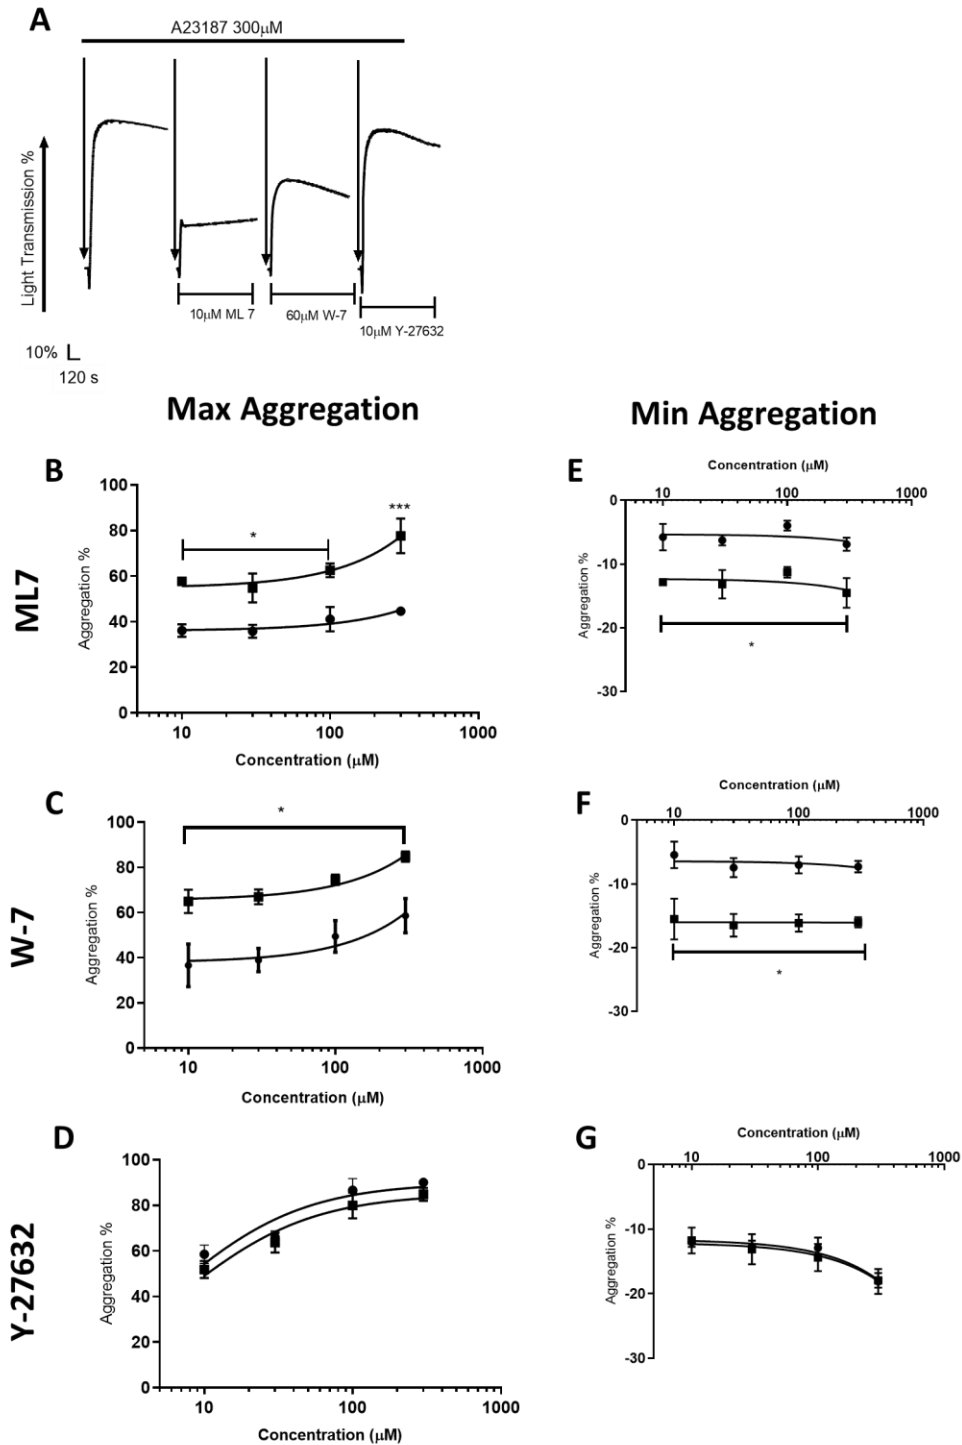 A
A23187 300μM
Light Transmission %
10μM ML 7
60μM W-7
10μM Y-27632
10%
120 s
Max Aggregation
Min Aggregation
ML7
B
100
80
60
40
20
0
Aggregation %
*
***
10
100
1000
Concentration (μM)
E
Concentration (μM)
10
100
1000
0
-10
-20
-30
Aggregation %
*
W-7
C
100
80
60
40
20
0
Aggregation %
*
10
100
1000
Concentration (μM)
F
Concentration (μM)
10
100
1000
0
-10
-20
-30
Aggregation %
*
Y-27632
D
100
80
60
40
20
0
Aggregation %
10
100
1000
Concentration (μM)
G
Concentration (μM)
10
100
1000
0
-10
-20
-30
Aggregation %